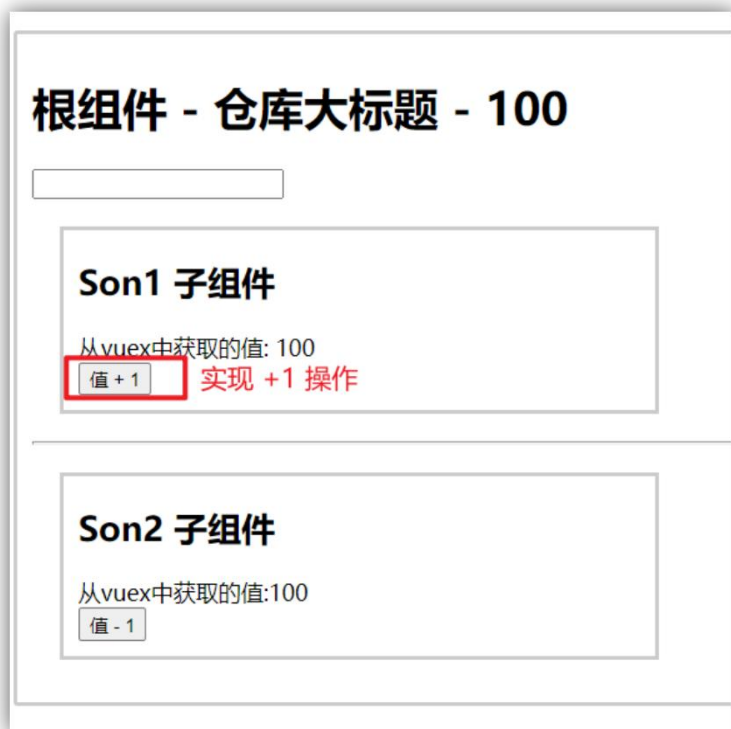 根组件 - 仓库大标题 - 100
Son1 子组件
从vuex中获取的值: 100
值 + 1 实现 +1 操作
Son2 子组件
从vuex中获取的值:100
值 - 1